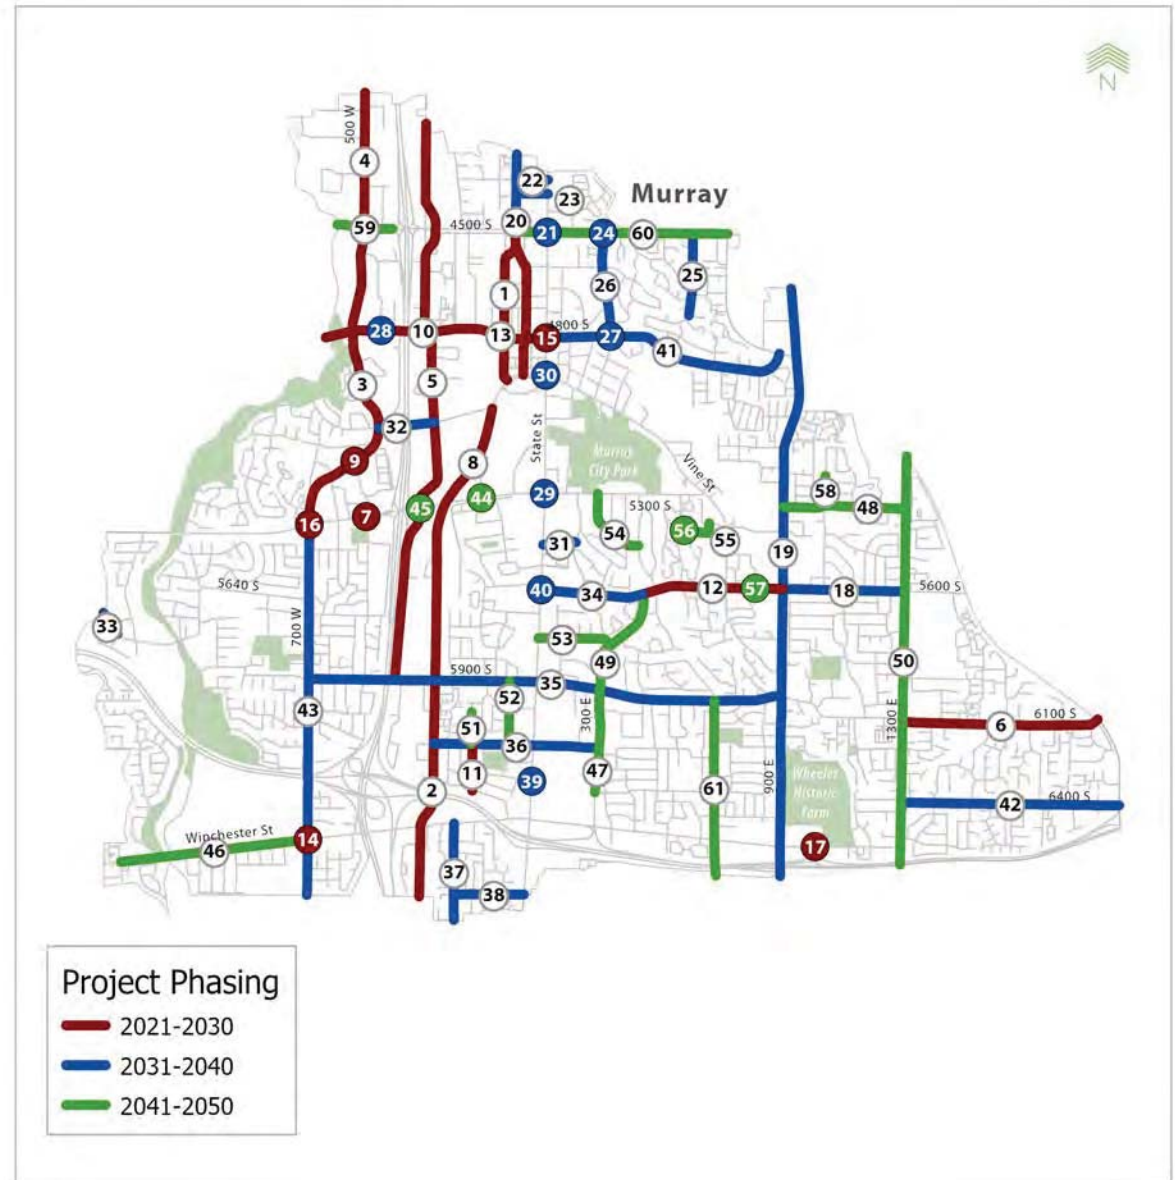 N
500 W
4
22
23
Murray
59
4500 S
20
21
24
60
25
26
1
28
10
13
15
4800 S
27
41
30
3
5
32
State St
8
9
Murray
City Park
Vine St
58
16
7
45
44
29
5300 S
48
54
56
55
31
19
5640 S
40
34
12
57
18
5600 S
33
700 W
53
49
50
5900 S
35
52
43
300 E
1300 E
6100 S
51
36
6
11
39
47
61
900 E
Wheeler
Historic
Farm
2
42
6400 S
Winchester St
14
46
17
37
38
Project Phasing
2021-2030
2031-2040
2041-2050